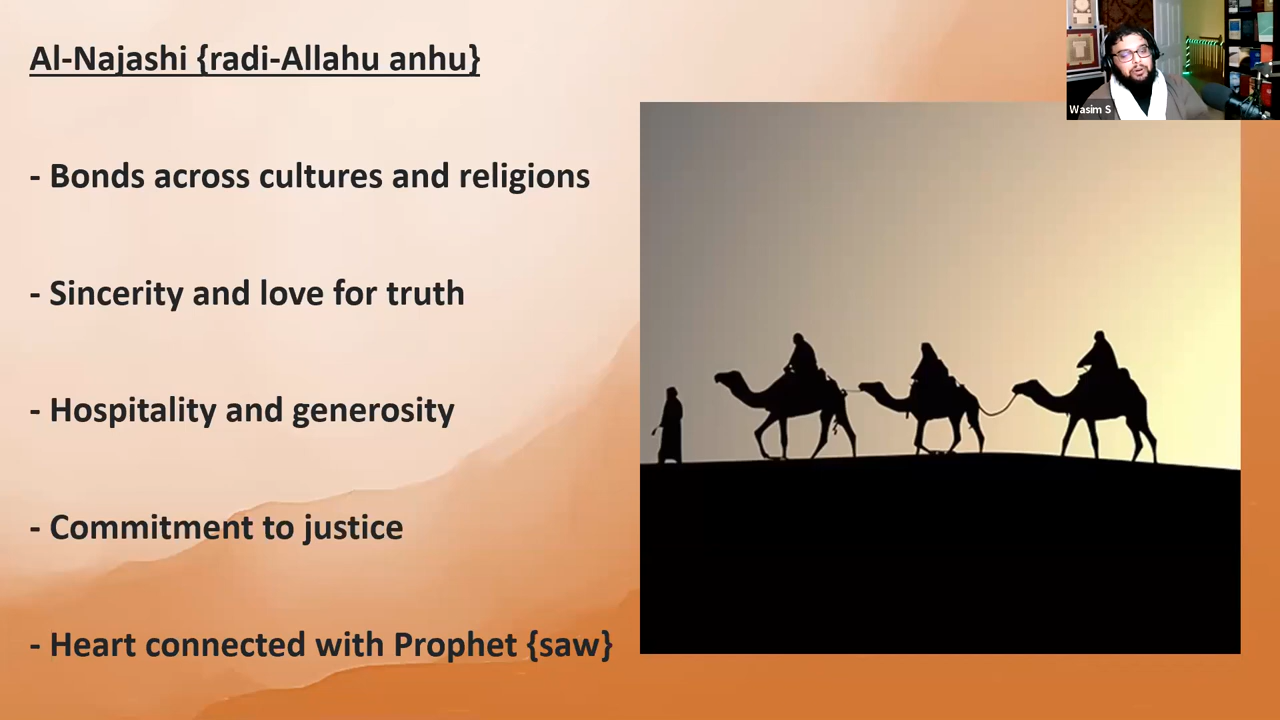 Al-Najashi {radi-Allahu anhu}
- Bonds across cultures and religions
- Sincerity and love for truth
- Hospitality and generosity
- Commitment to justice
- Heart connected with Prophet {saw}
Wasim S